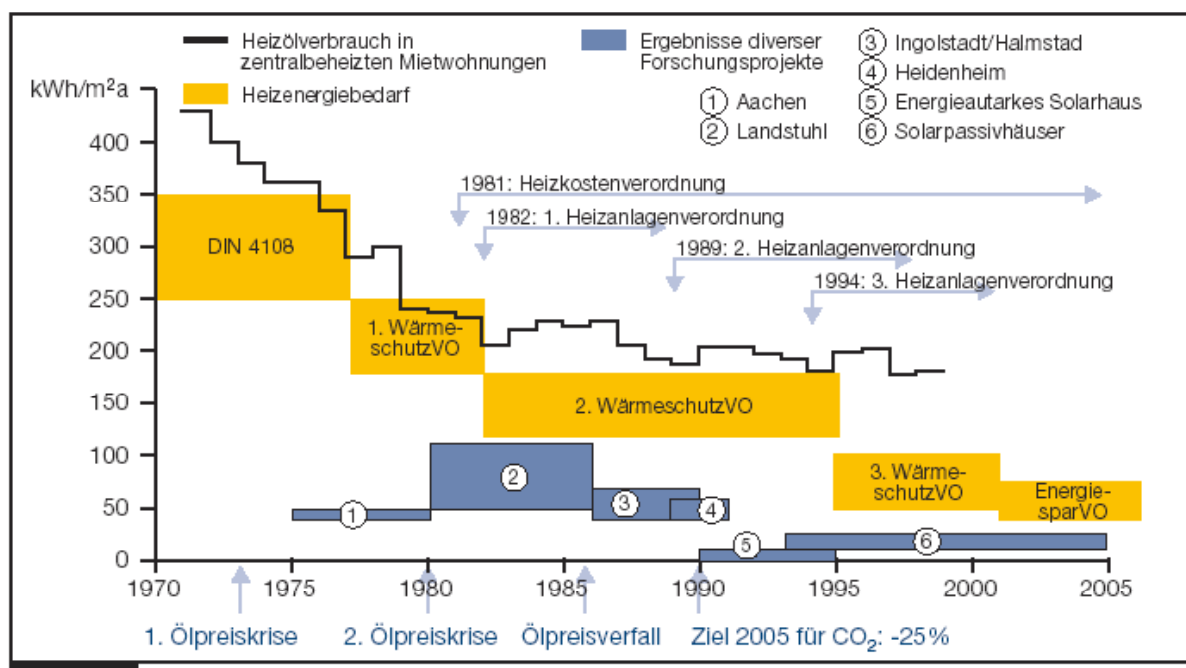 Heizölverbrauch in
zentralbeheizten Mietwohnungen
Heizenergiebedarf
Ergebnisse diverser
Forschungsprojekte
1 Aachen
2 Landstuhl
3 Ingolstadt/Halmstad
4 Heidenheim
5 Energieautarkes Solarhaus
6 Solarpassivhäuser
kWh/m²a
400
350
300
250
200
150
100
50
0
1981: Heizkostenverordnung
1982: 1. Heizanlagenverordnung
1989: 2. Heizanlagenverordnung
1994: 3. Heizanlagenverordnung
DIN 4108
1. Wärme-
schutzVO
2. WärmeschutzVO
3. Wärme-
schutzVO
Energie-
sparVO
1
2
3
4
5
6
1970 1975 1980 1985 1990 1995 2000 2005
1. Ölpreiskrise 2. Ölpreiskrise Ölpreisverfall Ziel 2005 für CO₂: -25%